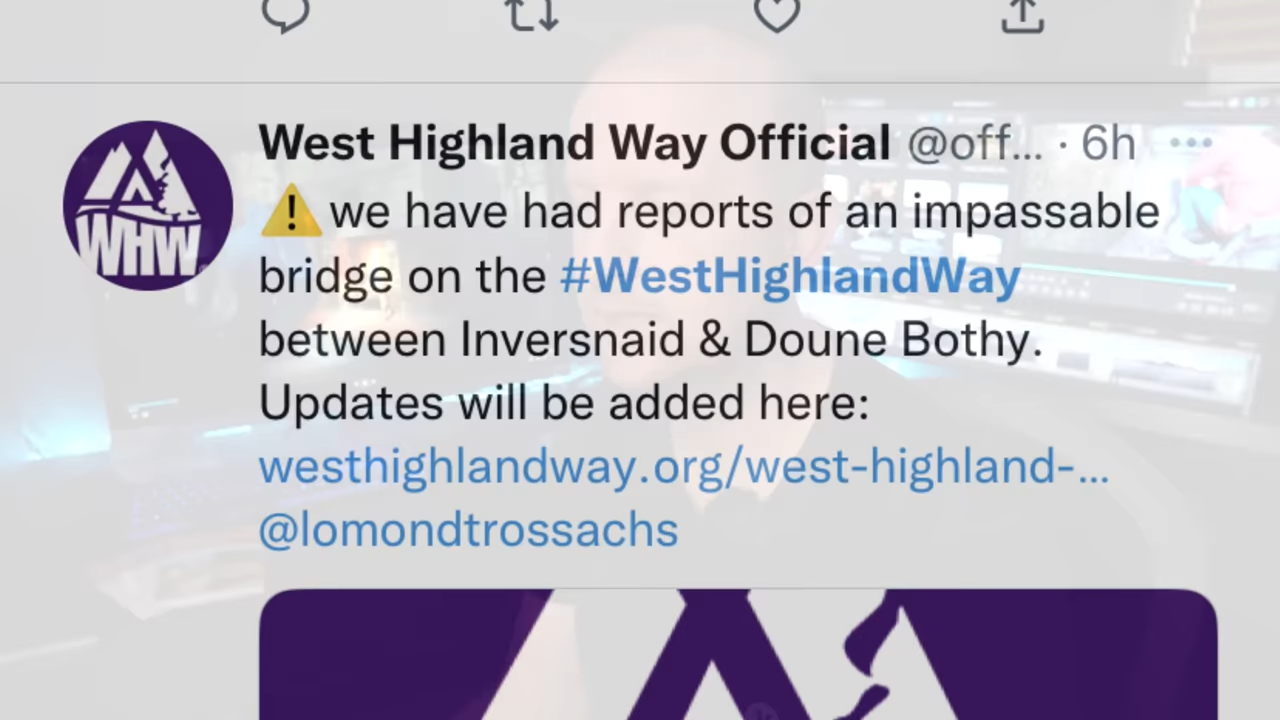 West Highland Way Official @off... · 6h
⚠️ we have had reports of an impassable
WHW
bridge on the #WestHighlandWay
between Inversnaid & Doune Bothy.
Updates will be added here:
westhighlandway.org/west-highland-...
@lomondtrossachs